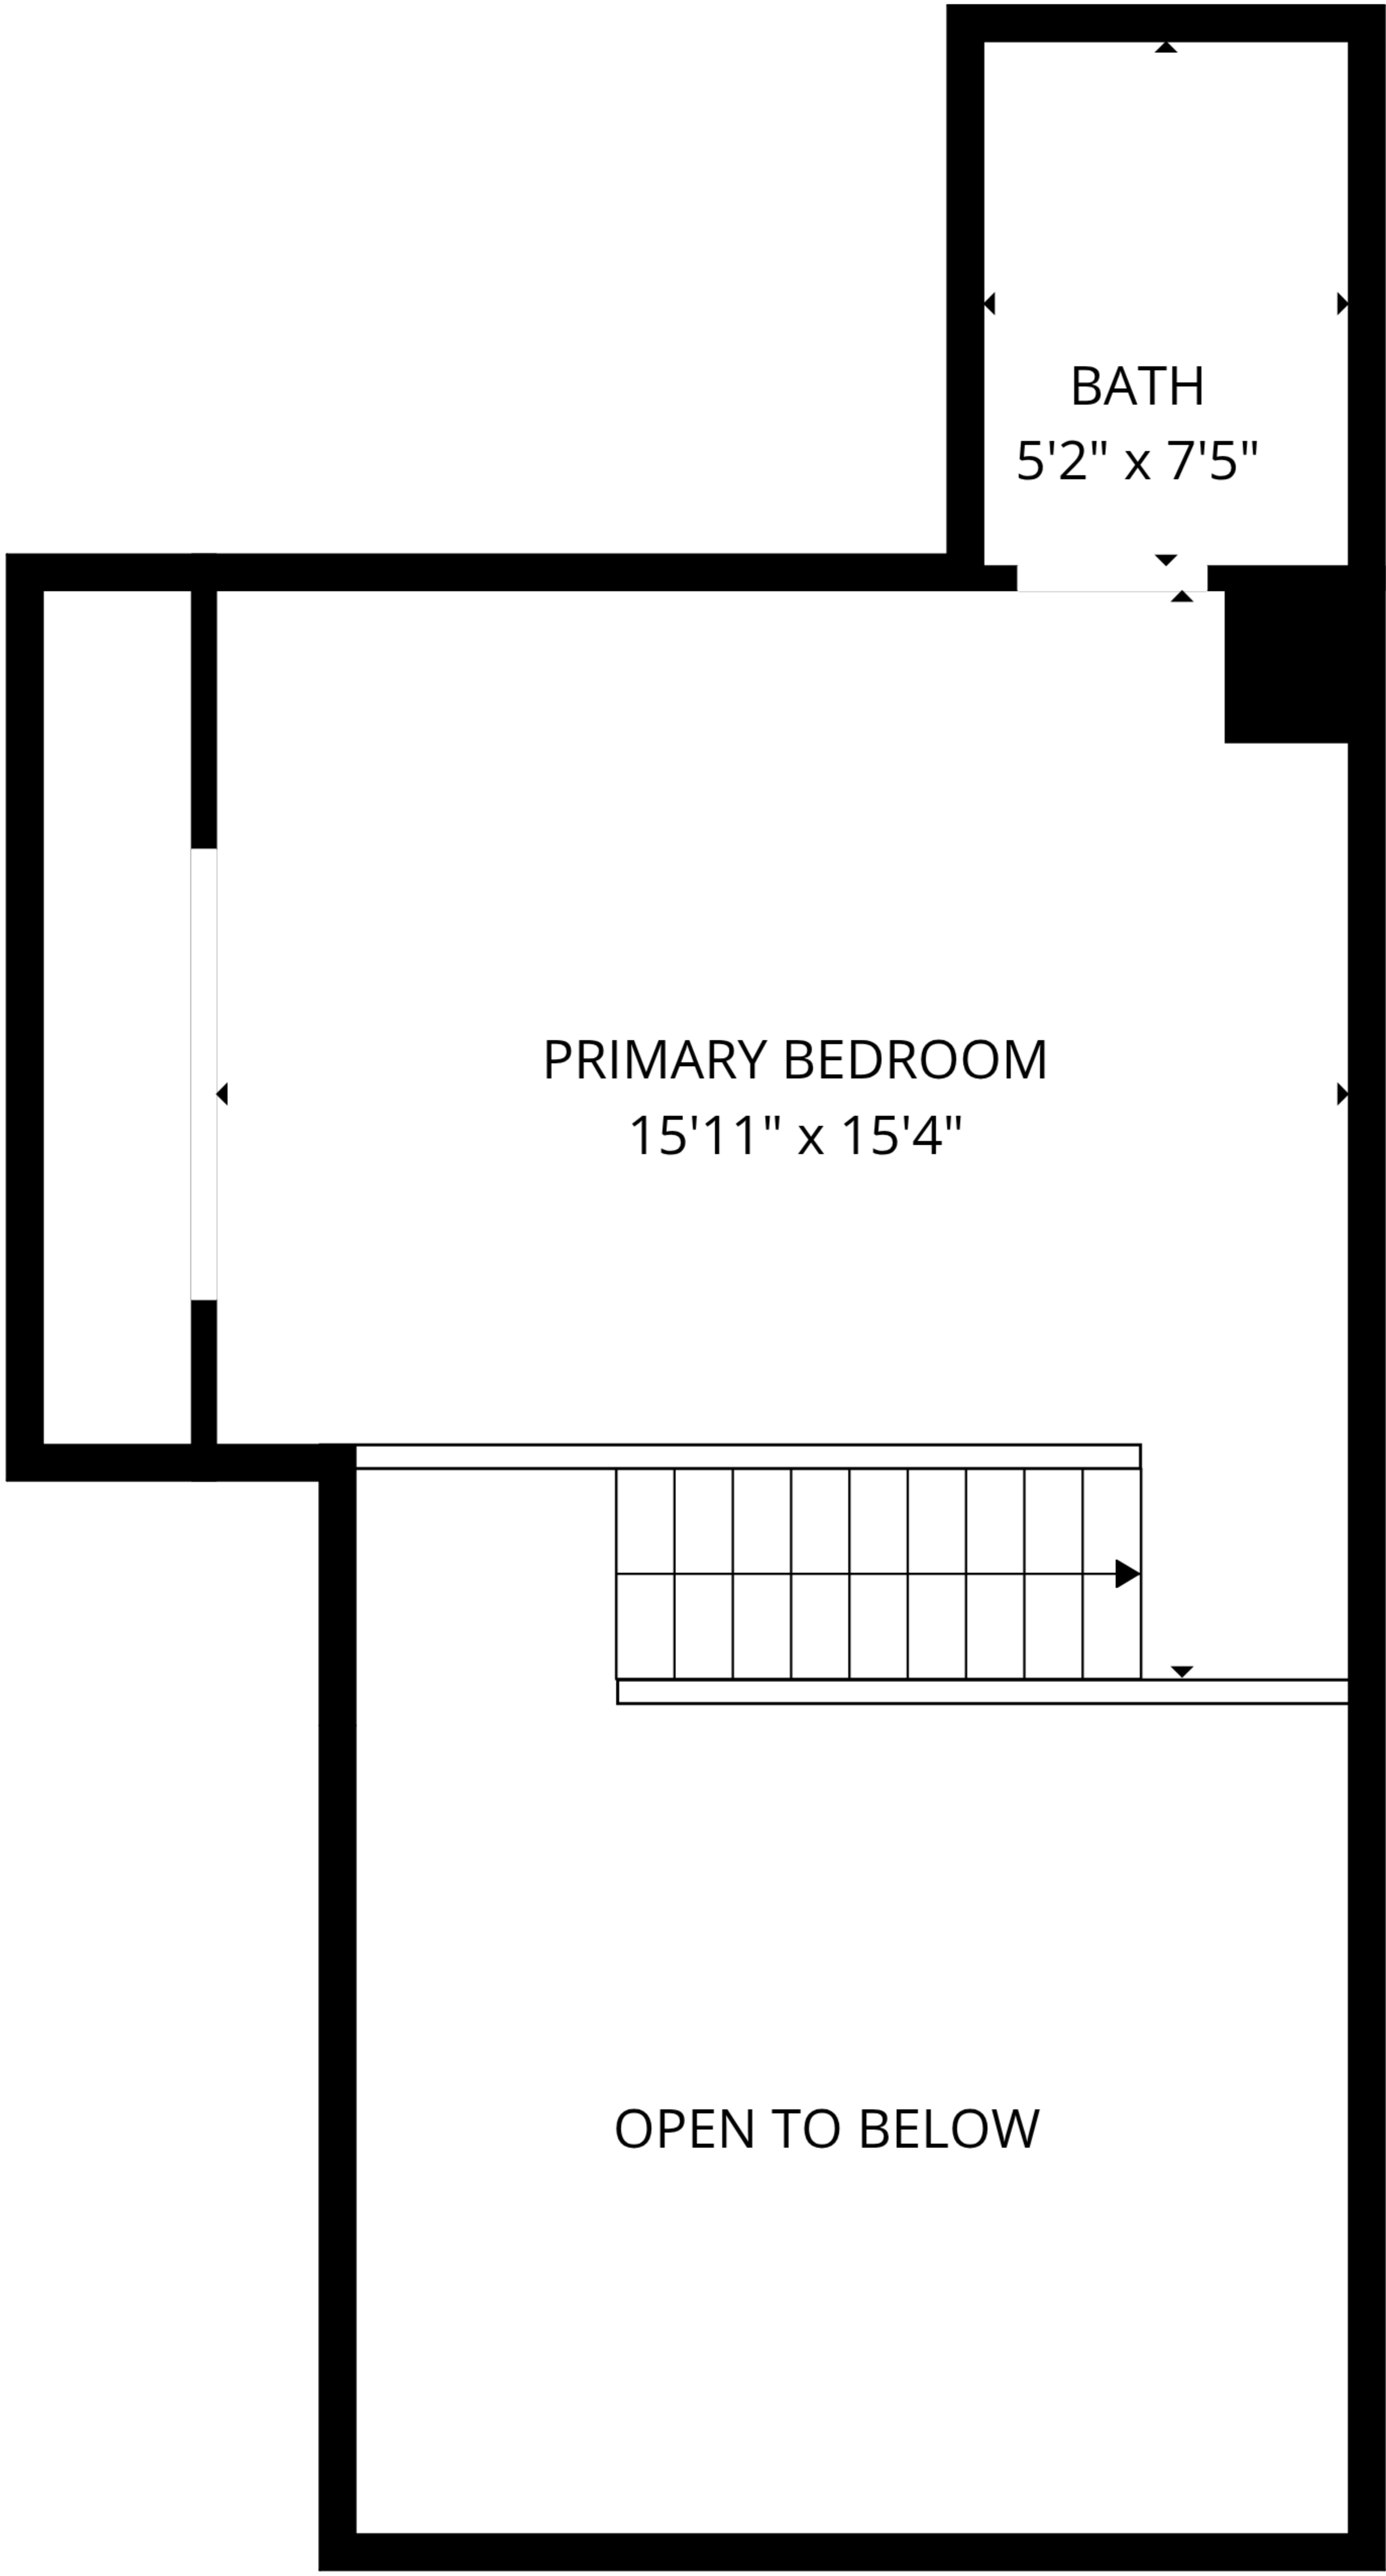 BATH
5'2" x 7'5"
PRIMARY BEDROOM
15'11" x 15'4"
OPEN TO BELOW